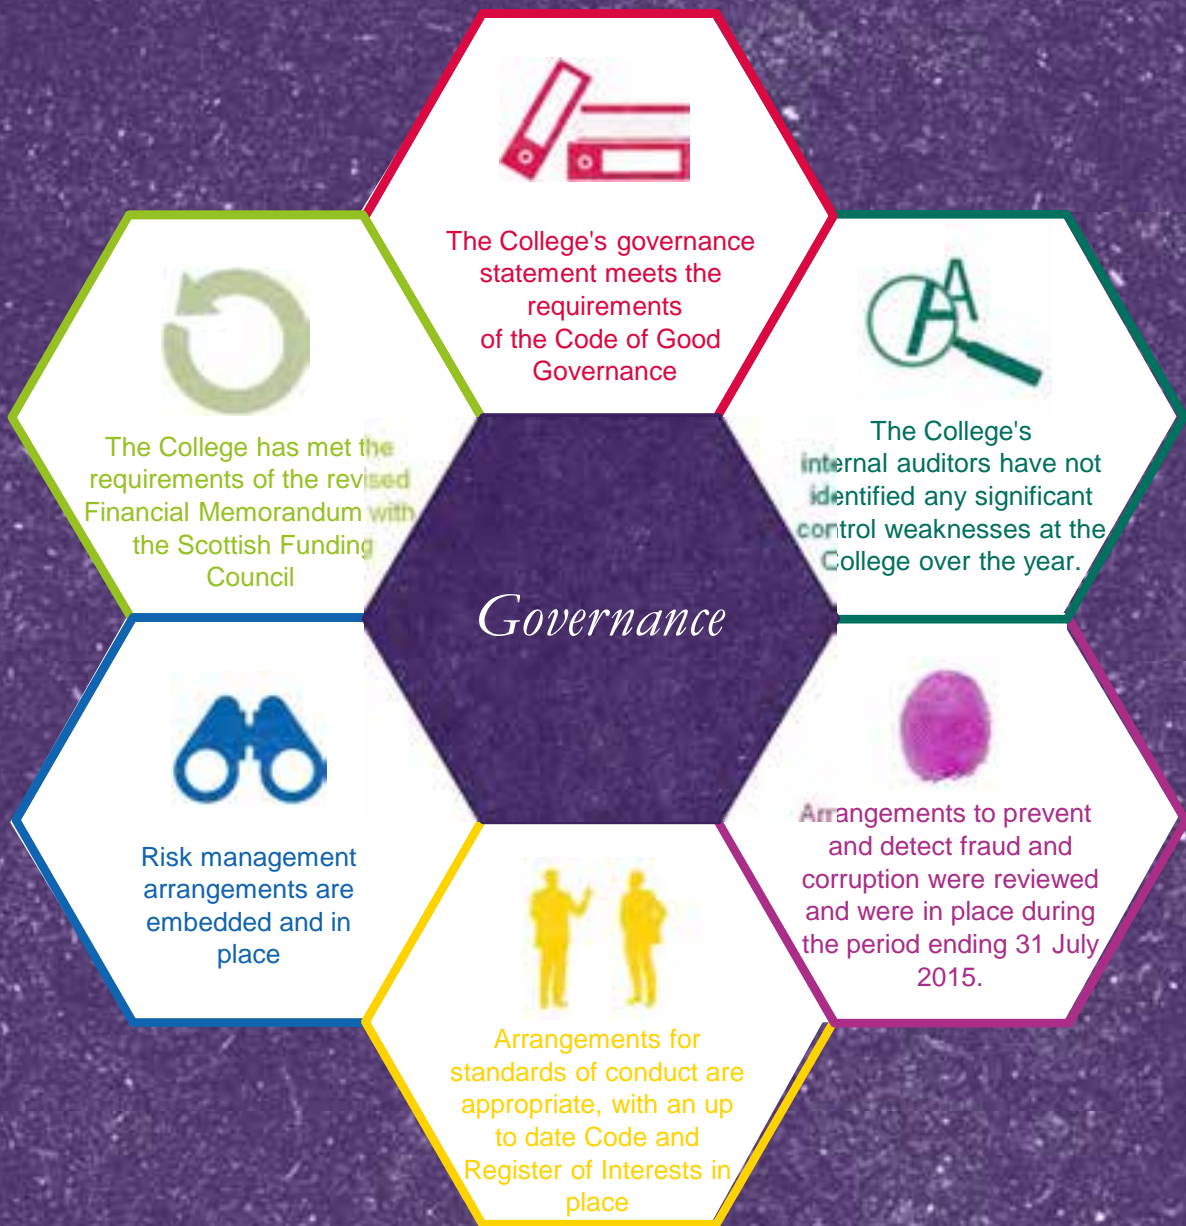 The College's governance
statement meets the
requirements
of the Code of Good
Governance
The College has met the
requirements of the revised
Financial Memorandum with
the Scottish Funding
Council
The College's
internal auditors have not
identified any significant
control weaknesses at the
College over the year.
Governance
Risk management
arrangements are
embedded and in
place
Arrangements to prevent
and detect fraud and
corruption were reviewed
and were in place during
the period ending 31 July
2015.
Arrangements for
standards of conduct are
appropriate, with an up
to date Code and
Register of Interests in
place